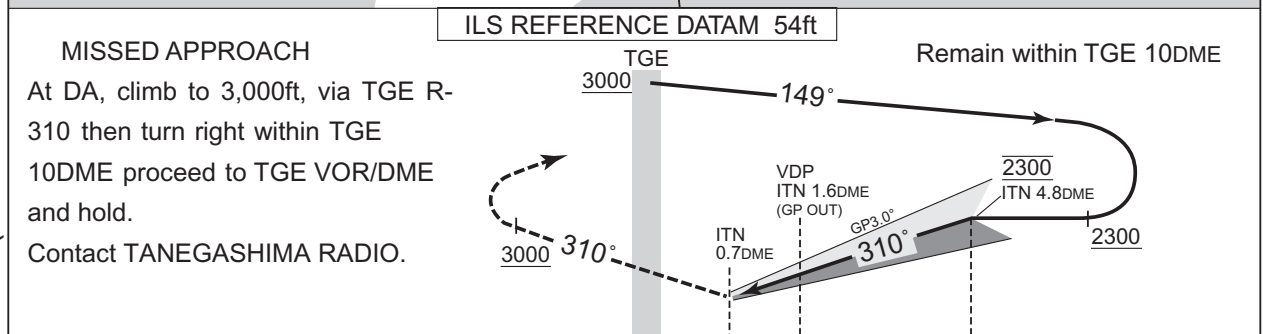 ILS REFERENCE DATAM 54ft
MISSED APPROACH
At DA, climb to 3,000ft, via TGE R-
310 then turn right within TGE
10DME proceed to TGE VOR/DME
and hold.
Contact TANEGASHIMA RADIO.
TGE
3000
Remain within TGE 10DME
149°
VDP
ITN 1.6DME
(GP OUT)
2300
ITN 4.8DME
GP3.0°
310°
2300
ITN
0.7DME
3000
310°